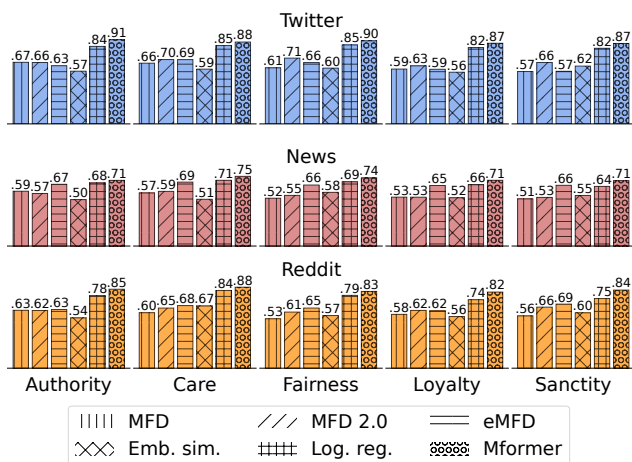 Twitter
.67 .66 .63 .57 .84 .91 .66 .70 .69 .59 .85 .88 .61 .71 .66 .60 .85 .90 .59 .63 .59 .56 .82 .87 .57 .66 .57 .62 .82 .87
News
.59 .57 .67 .50 .68 .71 .57 .59 .69 .51 .71 .75 .52 .55 .66 .58 .69 .74 .53 .53 .65 .52 .66 .71 .51 .53 .66 .55 .64 .71
Reddit
.63 .62 .63 .54 .78 .85 .60 .65 .68 .67 .84 .88 .53 .61 .65 .57 .79 .83 .58 .62 .62 .56 .74 .82 .56 .66 .69 .60 .75 .84
Authority Care Fairness Loyalty Sanctity
MFD MFD 2.0 eMFD
Emb. sim. Log. reg. Mformer